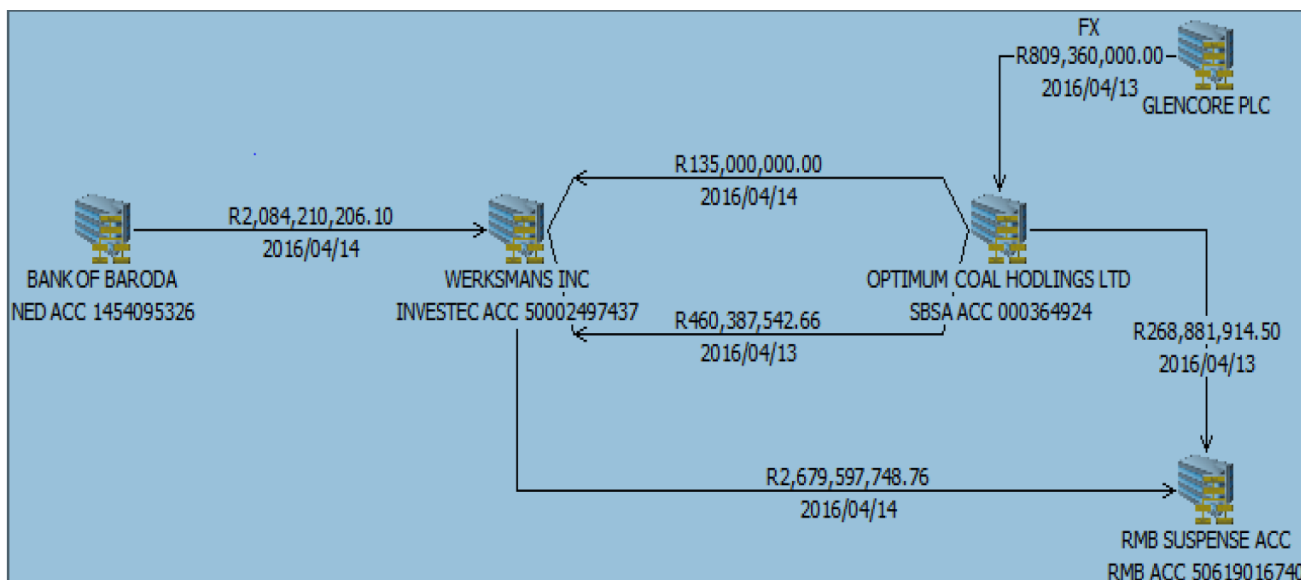 FX
R809,360,000.00
2016/04/13
GLENCORE PLC
R135,000,000.00
2016/04/14
R2,084,210,206.10
2016/04/14
BANK OF BARODA
NED ACC 1454095326
WERKSMANS INC
INVESTEC ACC 50002497437
OPTIMUM COAL HODLINGS LTD
SBSA ACC 000364924
R460,387,542.66
2016/04/13
R268,881,914.50
2016/04/13
R2,679,597,748.76
2016/04/14
RMB SUSPENSE ACC
RMB ACC 50619016740